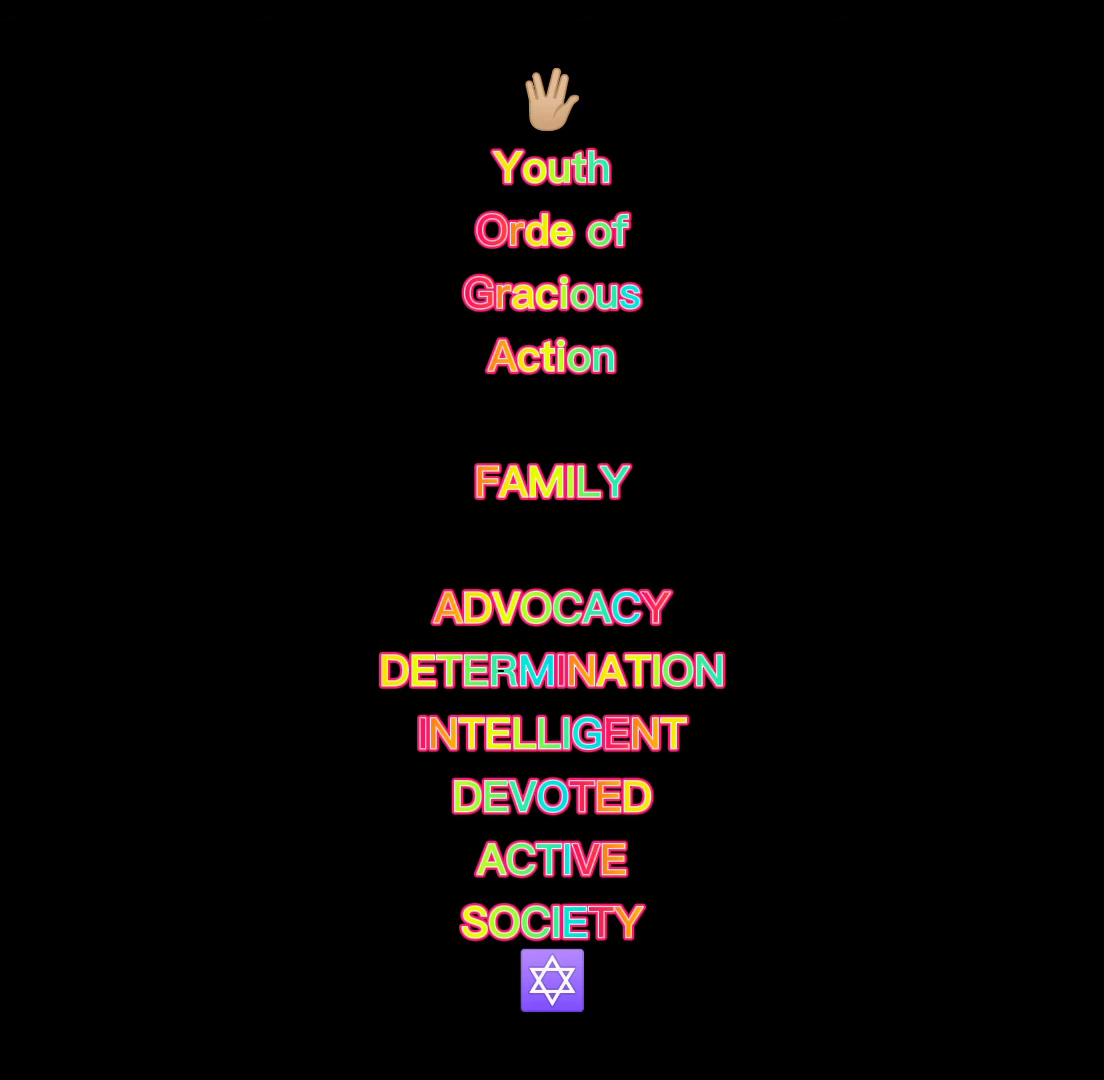 Youth
Orde of
Gracious
Action
FAMILY
ADVOCACY
DETERMINATION
INTELLIGENT
DEVOTED
ACTIVE
SOCIETY